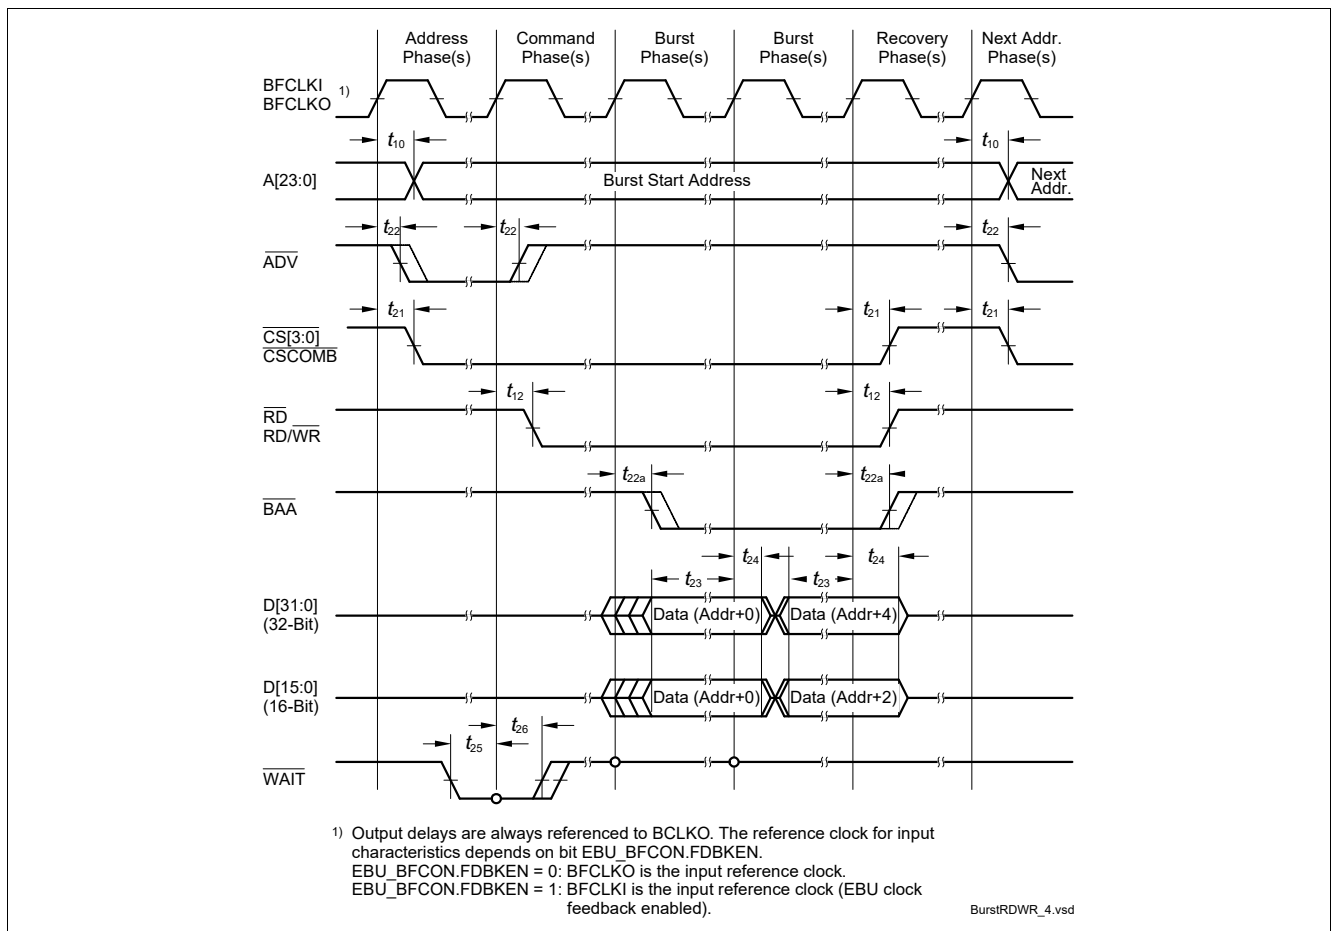 Address Phase(s)
Command Phase(s)
Burst Phase(s)
Burst Phase(s)
Recovery Phase(s)
Next Addr. Phase(s)
BFCLKI
BFCLKO 1)
t10
t10
A[23:0]
Burst Start Address
Next Addr.
t22
t22
t22
ADV
t21
t21
t21
CS[3:0]
CSCOMB
t12
t12
RD
RD/WR
t22a
t22a
BAA
t24
t24
t23
t23
D[31:0]
(32-Bit)
Data (Addr+0)
Data (Addr+4)
D[15:0]
(16-Bit)
Data (Addr+0)
Data (Addr+2)
t26
t25
WAIT
1) Output delays are always referenced to BCLKO. The reference clock for input
characteristics depends on bit EBU_BFCON.FDBKEN.
EBU_BFCON.FDBKEN = 0: BFCLKO is the input reference clock.
EBU_BFCON.FDBKEN = 1: BFCLKI is the input reference clock (EBU clock
feedback enabled).
BurstRDWR_4.vsd